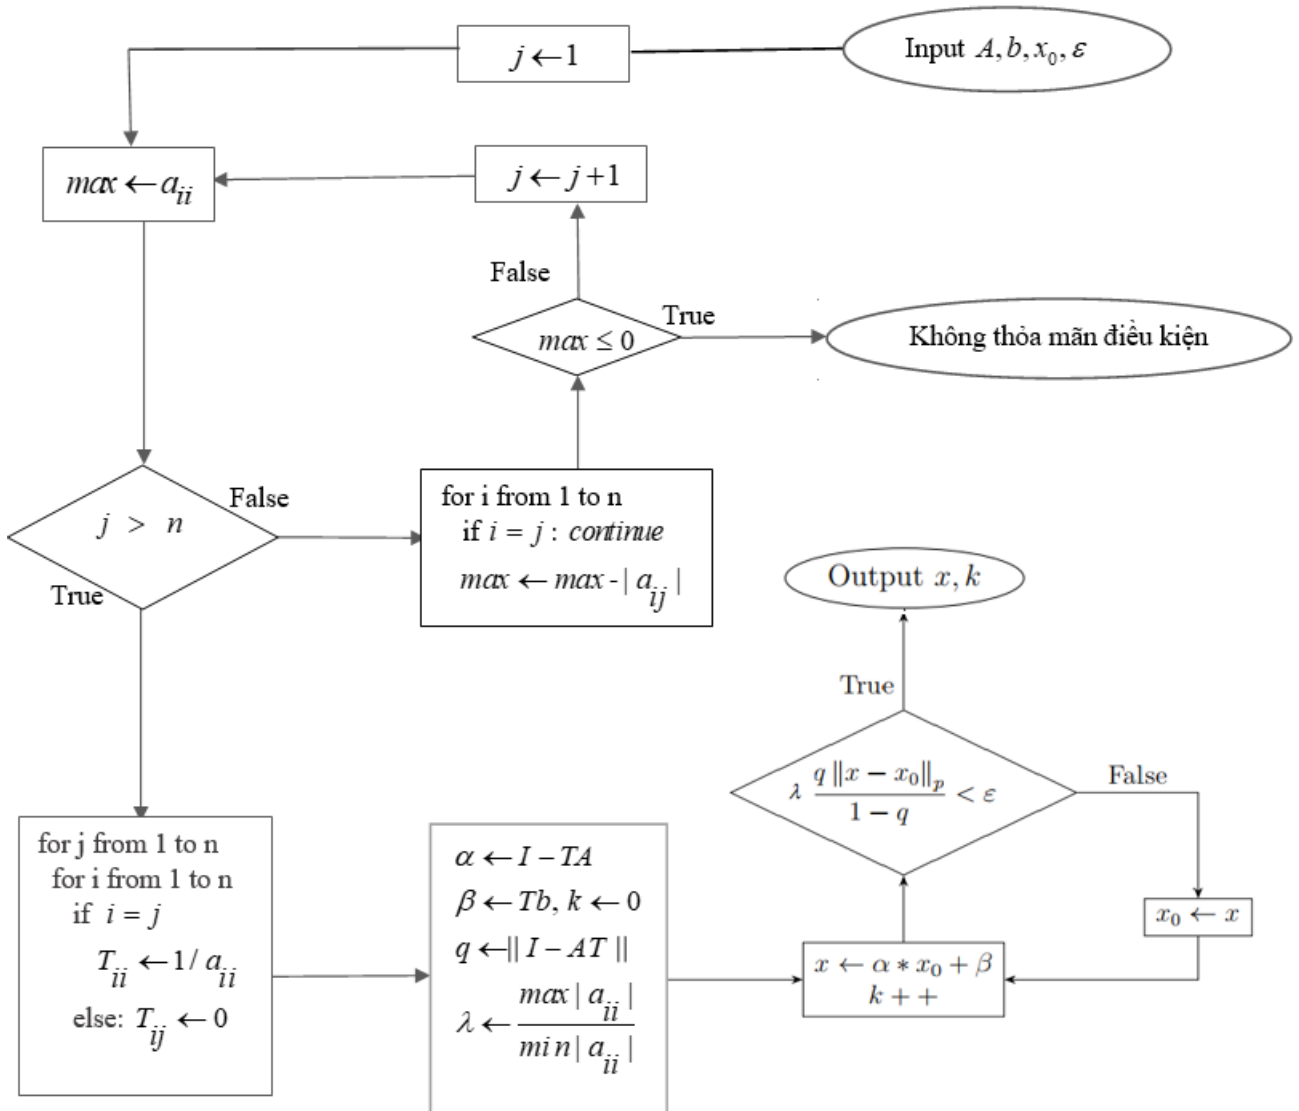 Input A, b, x₀, ε
j ← 1
max ← a_ii
j ← j + 1
False
max ≤ 0
True
Không thỏa mãn điều kiện
j > n
False
True
for i from 1 to n
if i = j : continue
max ← max - | a_ij |
for j from 1 to n
for i from 1 to n
if i = j
T_ii ← 1 / a_ii
else: T_ij ← 0
α ← I – TA
β ← Tb, k ← 0
q ← || I – AT ||
λ ← max | a_ii | / min | a_ii |
x ← α * x₀ + β
k + +
λ q ‖x − x₀‖_p / 1 − q < ε
False
x₀ ← x
True
Output x, k